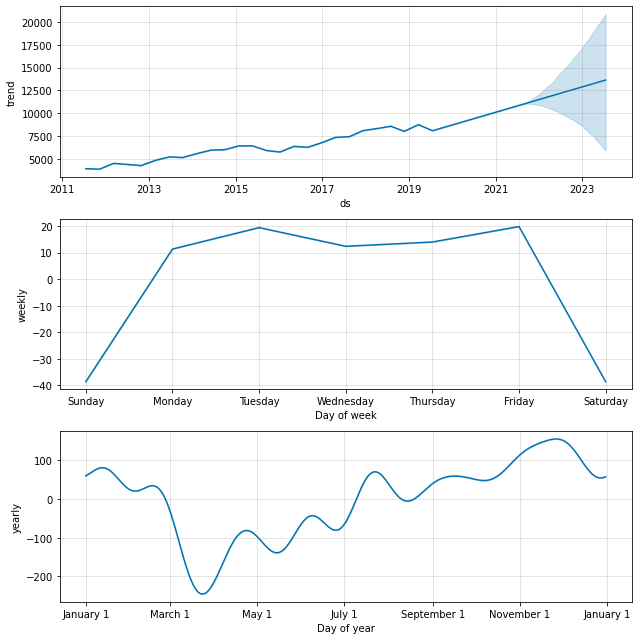 20000
17500
15000
12500
10000
7500
5000
trend
2011 2013 2015 2017 2019 2021 2023
ds
20
10
0
−10
−20
−30
−40
weekly
Sunday Monday Tuesday Wednesday Thursday Friday Saturday
Day of week
100
0
−100
−200
yearly
January 1 March 1 May 1 July 1 September 1 November 1 January 1
Day of year